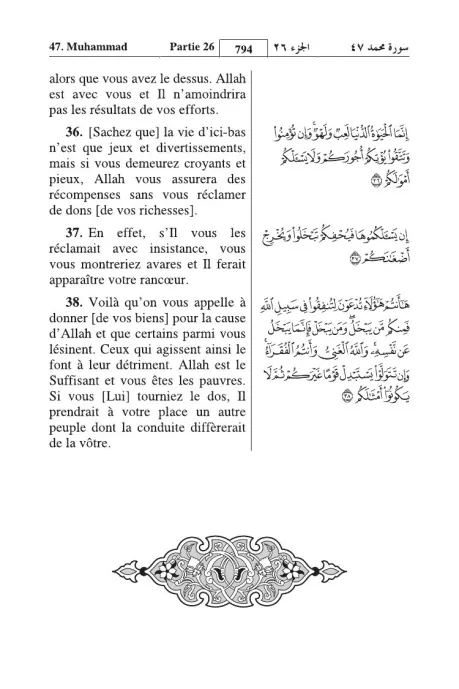 47. Muhammad Partie 26 794 الجزء ٢٦ سورة محمد ٤٧
alors que vous avez le dessus. Allah
est avec vous et Il n’amoindrira
pas les résultats de vos efforts.
36. [Sachez que] la vie d’ici-bas
n’est que jeux et divertissements,
mais si vous demeurez croyants et
pieux, Allah vous assurera des
récompenses sans vous réclamer
de dons [de vos richesses].
37. En effet, s’Il vous les
réclamait avec insistance, vous
vous montreriez avares et Il ferait
apparaître votre rancœur.
38. Voilà qu’on vous appelle à
donner [de vos biens] pour la cause
d’Allah et que certains parmi vous
lésinent. Ceux qui agissent ainsi le
font à leur détriment. Allah est le
Suffisant et vous êtes les pauvres.
Si vous [Lui] tourniez le dos, Il
prendrait à votre place un autre
peuple dont la conduite diffèrerait
de la vôtre.
إِنَّمَا الْحَيَوٰةُ الدُّنْيَا لَعِبٌ وَلَهْوٌ وَإِن تُؤْمِنُوا
وَتَتَّقُوا يُؤْتِكُمْ أُجُورَكُمْ وَلَا يَسْـَٔلْكُمْ
أَمْوَٰلَكُمْ ٣٦
إِن يَسْـَٔلْكُمُوهَا فَيُحْفِكُمْ تَبْخَلُوا وَيُخْرِجْ
أَضْغَـٰنَكُمْ ٣٧
هَـٰٓأَنتُمْ هَـٰٓؤُلَآءِ تُدْعَوْنَ لِتُنفِقُوا فِى سَبِيلِ اللَّهِ
فَمِنكُم مَّن يَبْخَلُ وَمَن يَبْخَلْ فَإِنَّمَا يَبْخَلُ
عَن نَّفْسِهِۦ وَاللَّهُ الْغَنِىُّ وَأَنتُمُ الْفُقَرَآءُ
وَإِن تَتَوَلَّوْا يَسْتَبْدِلْ قَوْمًا غَيْرَكُمْ ثُمَّ لَا
يَكُونُوا أَمْثَـٰلَكُم ٣٨